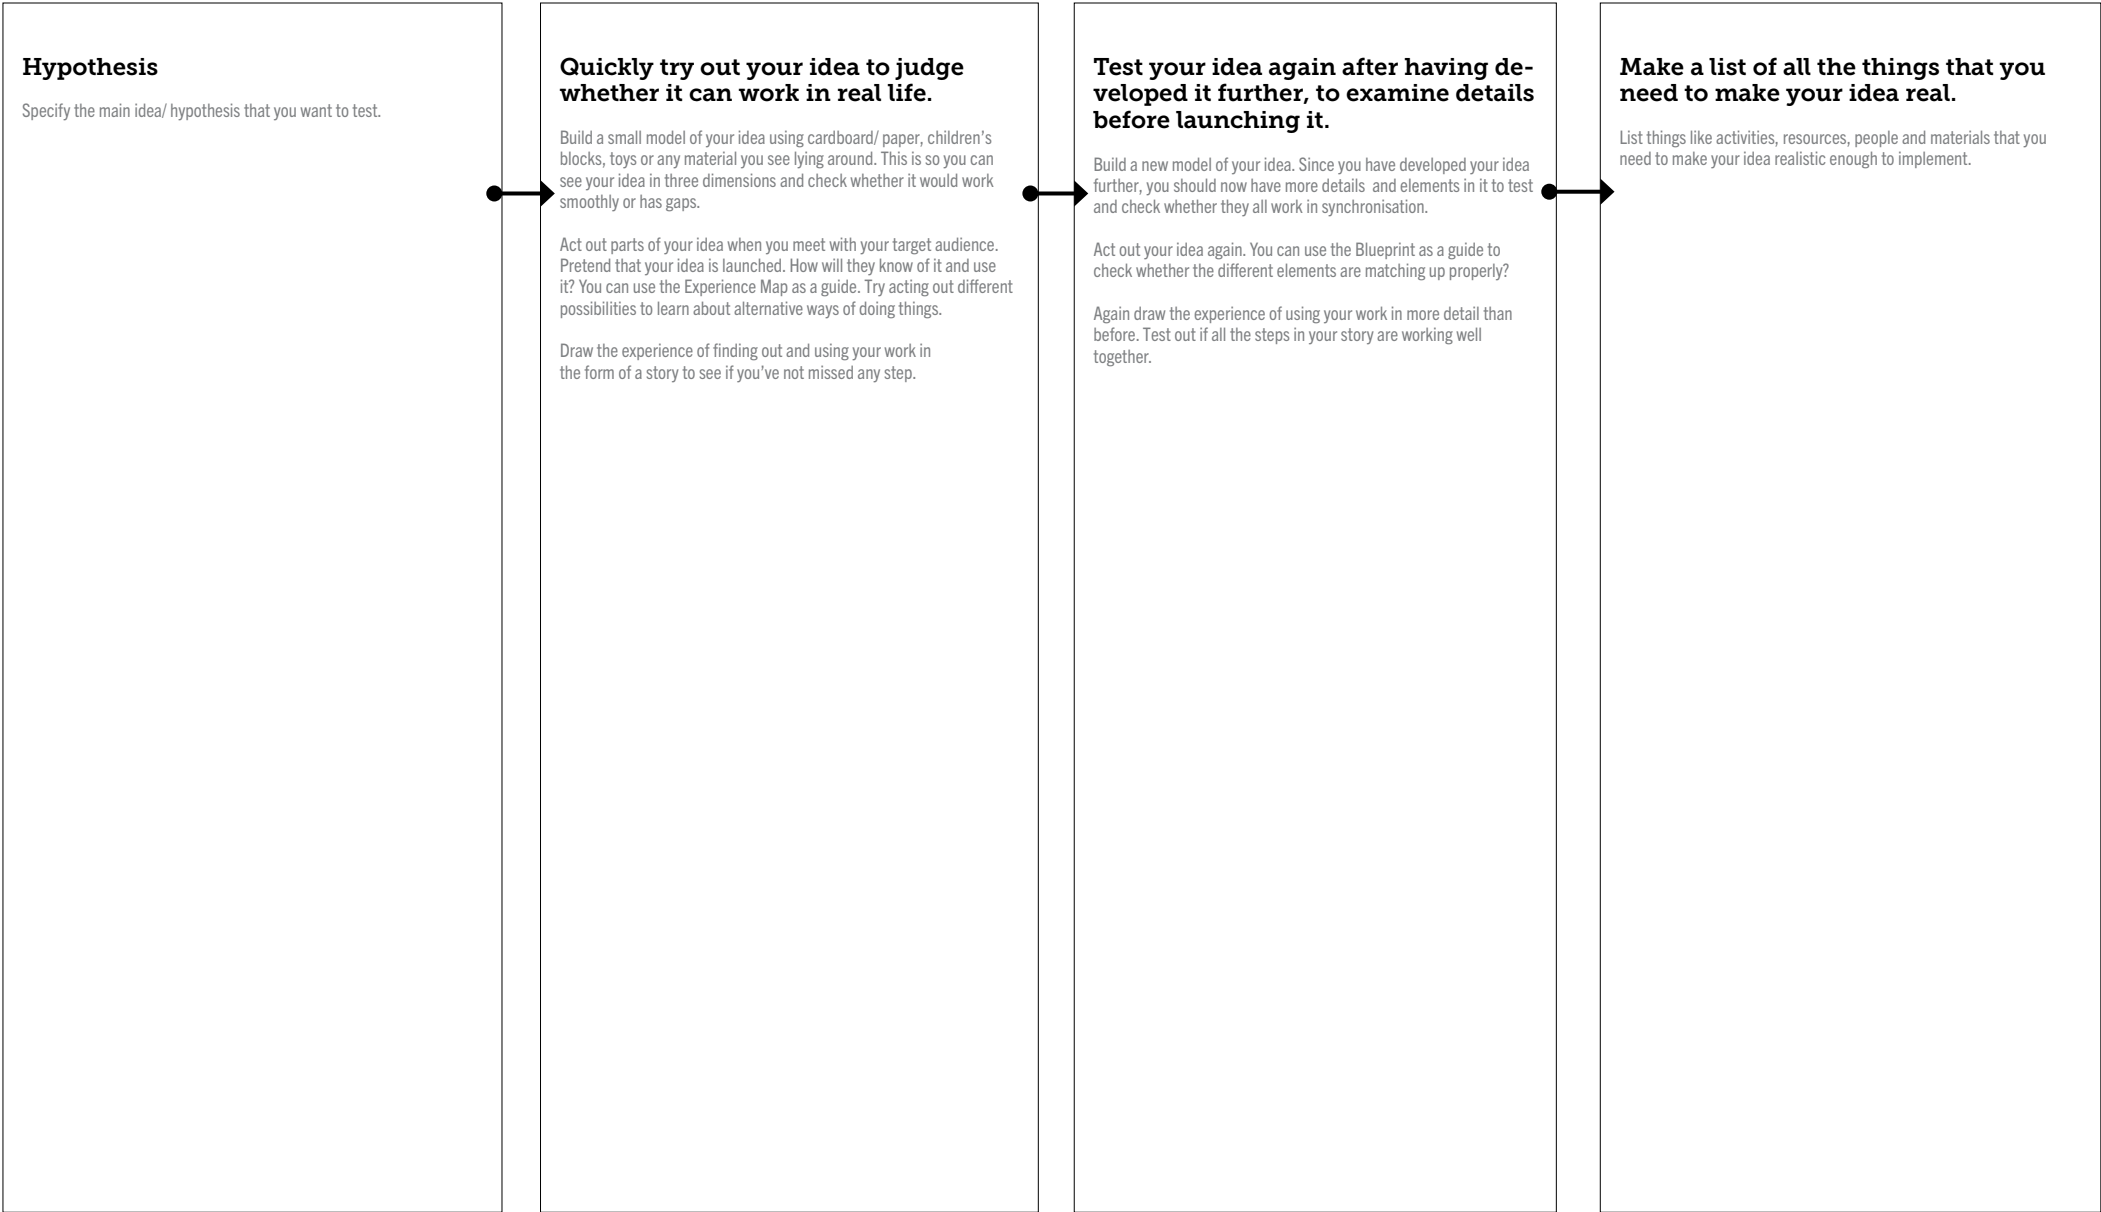 Hypothesis
Specify the main idea/ hypothesis that you want to test.
Quickly try out your idea to judge
whether it can work in real life.
Build a small model of your idea using cardboard/ paper, children's
blocks, toys or any material you see lying around. This is so you can
see your idea in three dimensions and check whether it would work
smoothly or has gaps.
Act out parts of your idea when you meet with your target audience.
Pretend that your idea is launched. How will they know of it and use
it? You can use the Experience Map as a guide. Try acting out different
possibilities to learn about alternative ways of doing things.
Draw the experience of finding out and using your work in
the form of a story to see if you've not missed any step.
Test your idea again after having de-
veloped it further, to examine details
before launching it.
Build a new model of your idea. Since you have developed your idea
further, you should now have more details and elements in it to test
and check whether they all work in synchronisation.
Act out your idea again. You can use the Blueprint as a guide to
check whether the different elements are matching up properly?
Again draw the experience of using your work in more detail than
before. Test out if all the steps in your story are working well
together.
Make a list of all the things that you
need to make your idea real.
List things like activities, resources, people and materials that you
need to make your idea realistic enough to implement.